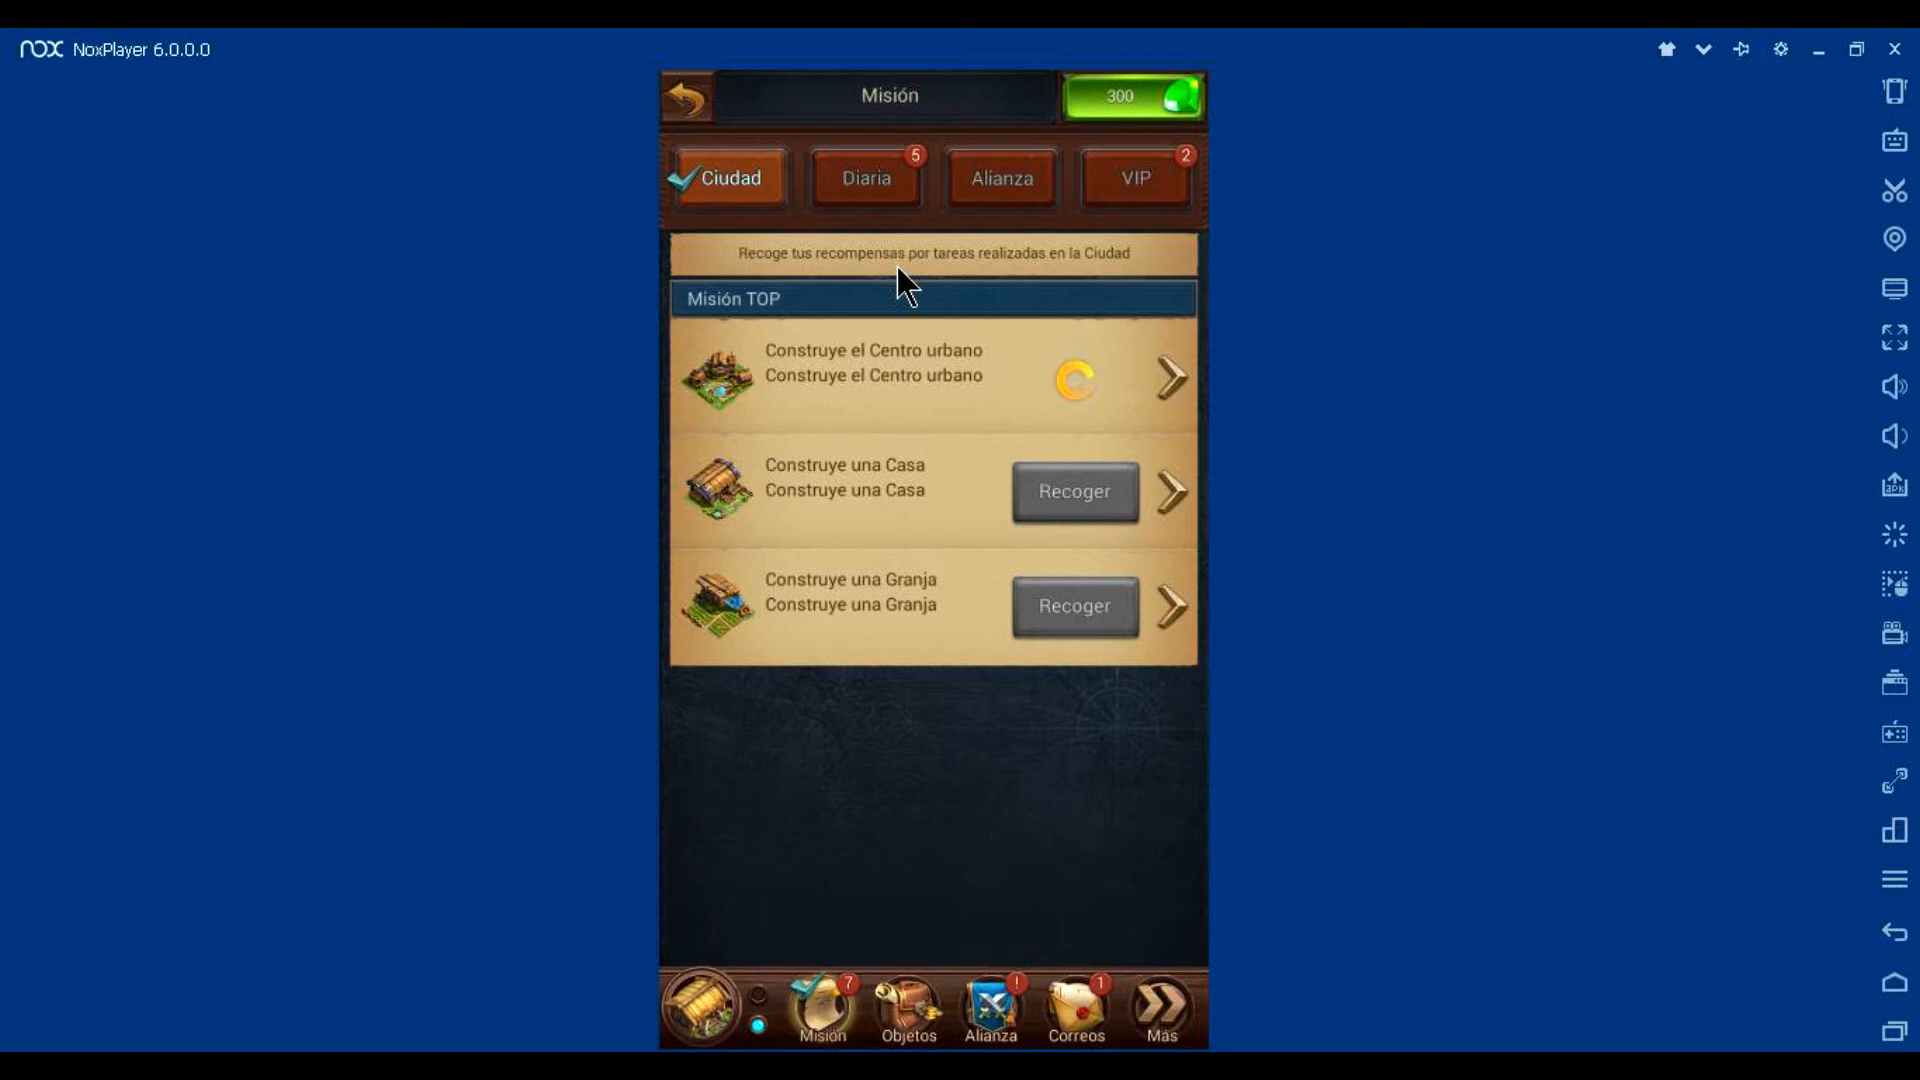 nox NoxPlayer 6.0.0.0
Misión
300
Ciudad
Diaria
5
Alianza
VIP
2
Recoge tus recompensas por tareas realizadas en la Ciudad
Misión TOP
Construye el Centro urbano
Construye el Centro urbano
Construye una Casa
Construye una Casa
Recoger
Construye una Granja
Construye una Granja
Recoger
7
!
1
Misión
Objetos
Alianza
Correos
Más